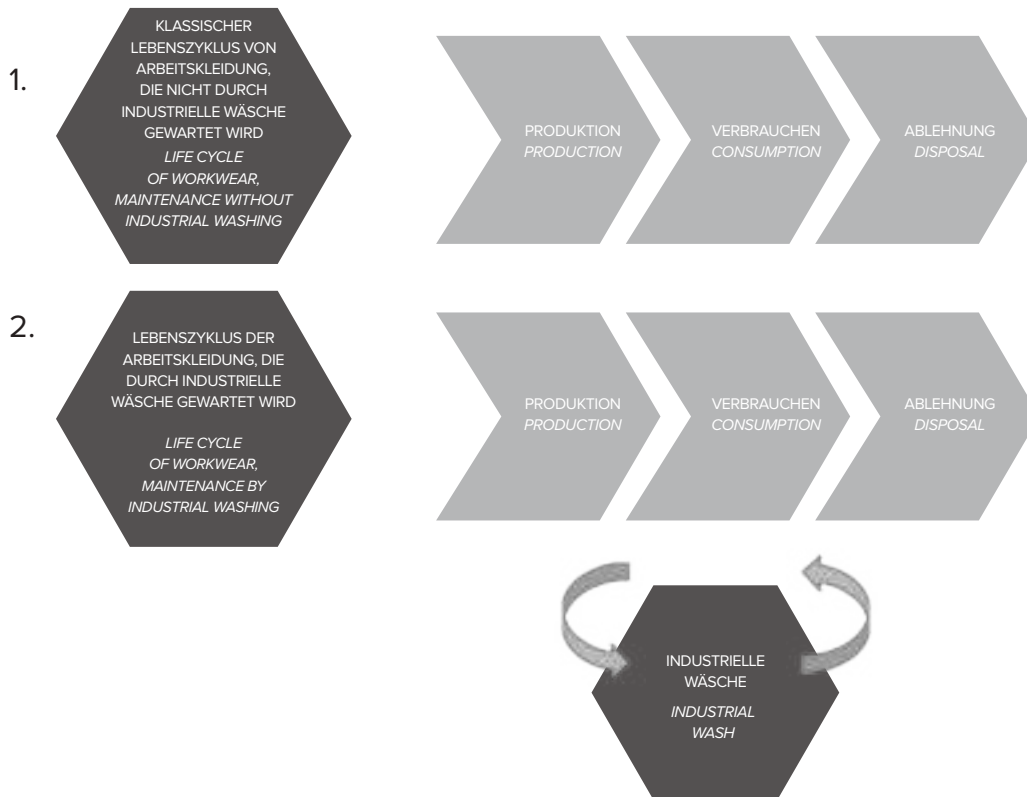 1.
KLASSISCHER
LEBENSZYKLUS VON
ARBEITSKLEIDUNG,
DIE NICHT DURCH
INDUSTRIELLE WÄSCHE
GEWARTET WIRD
LIFE CYCLE
OF WORKWEAR,
MAINTENANCE WITHOUT
INDUSTRIAL WASHING
PRODUKTION
PRODUCTION
VERBRAUCHEN
CONSUMPTION
ABLEHNUNG
DISPOSAL
2.
LEBENSZYKLUS DER
ARBEITSKLEIDUNG, DIE
DURCH INDUSTRIELLE
WÄSCHE GEWARTET WIRD
LIFE CYCLE
OF WORKWEAR,
MAINTENANCE BY
INDUSTRIAL WASHING
PRODUKTION
PRODUCTION
VERBRAUCHEN
CONSUMPTION
ABLEHNUNG
DISPOSAL
INDUSTRIELLE
WÄSCHE
INDUSTRIAL
WASH